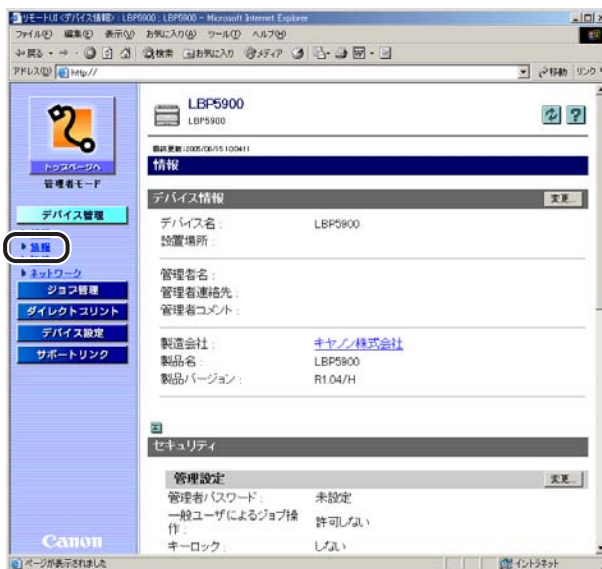 リモートUI <デバイス情報> : LBP5900 ; LBP5900 - Microsoft Internet Explorer
ファイル(F) 編集(E) 表示(V) お気に入り(A) ツール(T) ヘルプ(H)
戻る 検索 お気に入り メディア
アドレス(D) http:// 移動 リンク
LBP5900
LBP5900
最終更新:2005/06/15 10:04:11
情報
トップページへ
管理者モード
デバイス管理
情報
ネットワーク
ジョブ管理
ダイレクトプリント
デバイス設定
サポートリンク
Canon
デバイス情報 変更...
デバイス名 : LBP5900
設置場所 :
管理者名 :
管理者連絡先 :
管理者コメント :
製造会社 : キヤノン株式会社
製品名 : LBP5900
製品バージョン : R1.04/H
セキュリティ
管理設定 変更...
管理者パスワード : 未設定
一般ユーザによるジョブ操
作 : 許可しない
キーロック : しない
ページが表示されました イントラネット